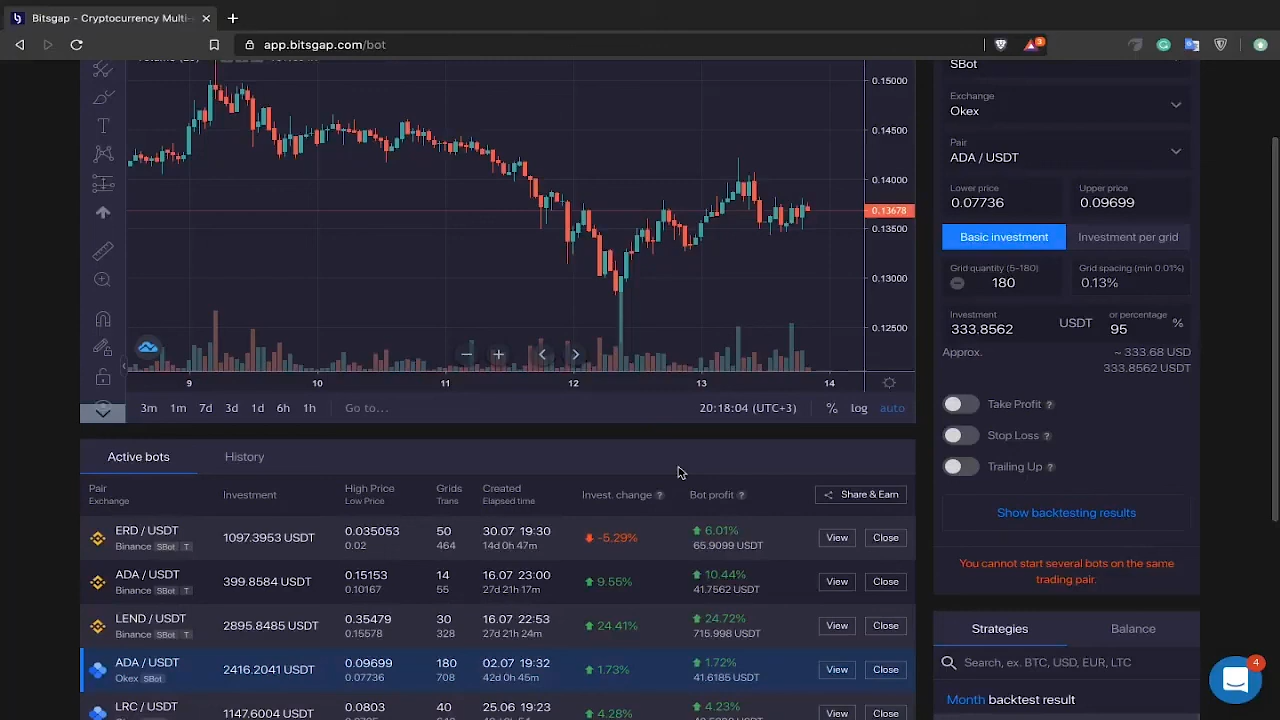 Bitsgap - Cryptocurrency Multi-
app.bitsgap.com/bot
3
0.15000
0.14500
0.14000
0.13678
0.13500
0.13000
0.12500
9 10 11 12 13 14
3m 1m 7d 3d 1d 6h 1h Go to... 20:18:04 (UTC+3) % log auto
SBot
Exchange
Okex
Pair
ADA / USDT
Lower price Upper price
0.07736 0.09699
Basic investment Investment per grid
Grid quantity (5-180) Grid spacing (min 0.01%)
180 0.13%
Investment or percentage
333.8562 USDT 95 %
Approx. ~ 333.68 USD
333.8562 USDT
Take Profit ?
Stop Loss ?
Trailing Up ?
Show backtesting results
You cannot start several bots on the same
trading pair.
Strategies Balance
Search, ex. BTC, USD, EUR, LTC
Month backtest result
4
Active bots History
Pair Exchange Investment High Price Low Price Grids Trans Created Elapsed time Invest. change ? Bot profit ? Share & Earn
ERD / USDT 1097.3953 USDT 0.035053 50 30.07 19:30 -5.29% 6.01% View Close
Binance SBot T 0.02 464 14d 0h 47m 65.9099 USDT
ADA / USDT 399.8584 USDT 0.15153 14 16.07 23:00 9.55% 10.44% View Close
Binance SBot T 0.10167 55 27d 21h 17m 41.7562 USDT
LEND / USDT 2895.8485 USDT 0.35479 30 16.07 22:53 24.41% 24.72% View Close
Binance SBot T 0.15578 328 27d 21h 24m 715.998 USDT
ADA / USDT 2416.2041 USDT 0.09699 180 02.07 19:32 1.73% 1.72% View Close
Okex SBot 0.07736 708 42d 0h 45m 41.6185 USDT
LRC / USDT 1147.6004 USDT 0.0803 40 25.06 19:23 4.28% 4.23% View Close